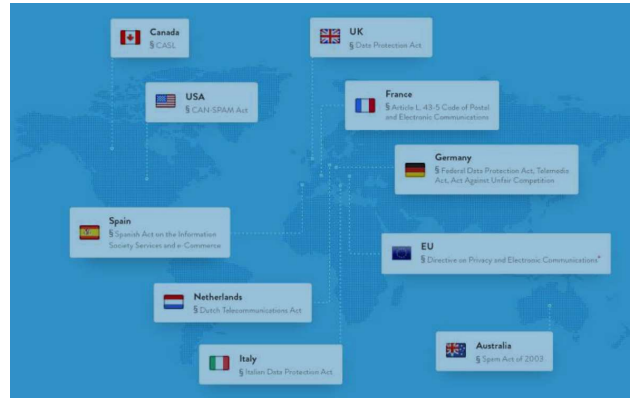 Canada
§ CASL
UK
§ Data Protection Act
USA
§ CAN-SPAM Act
France
§ Article L. 43-5 Code of Postal
and Electronic Communications
Germany
§ Federal Data Protection Act, Telemedia
Act, Act Against Unfair Competition
Spain
§ Spanish Act on the Information
Society Services and e-Commerce
EU
§ Directive on Privacy and Electronic Communications*
Netherlands
§ Dutch Telecommunications Act
Italy
§ Italian Data Protection Act
Australia
§ Spam Act of 2003